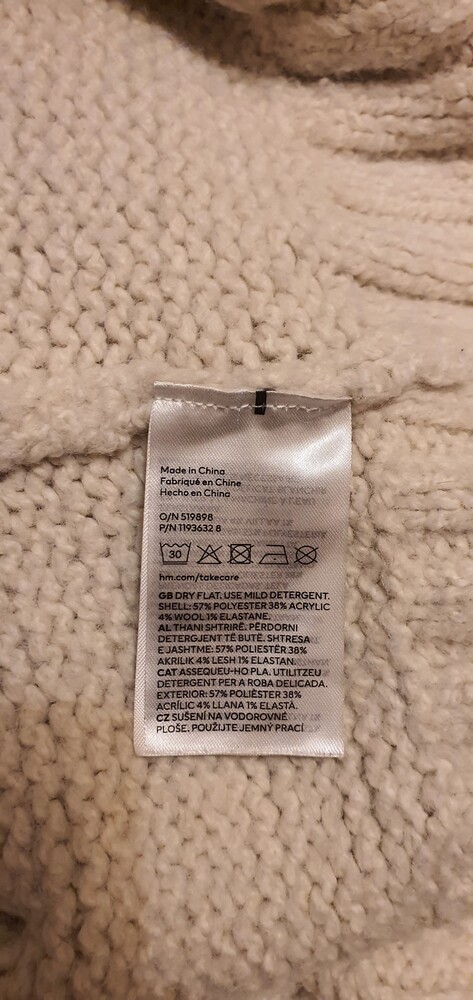 Made in China
Fabriqué en Chine
Hecho en China
O/N 519898
P/N 1193632 8
30
hm.com/takecare
GB DRY FLAT. USE MILD DETERGENT.
SHELL: 57% POLYESTER 38% ACRYLIC
4% WOOL 1% ELASTANE.
AL THANI SHTRIRË. PËRDORNI
DETERGJENT TË BUTË. SHTRESA
E JASHTME: 57% POLIESTËR 38%
AKRILIK 4% LESH 1% ELASTAN.
CAT ASSEQUEU-HO PLA. UTILITZEU
DETERGENT PER A ROBA DELICADA.
EXTERIOR: 57% POLIÈSTER 38%
ACRÍLIC 4% LLANA 1% ELASTÀ.
CZ SUŠENÍ NA VODOROVNÉ
PLOŠE. POUŽIJTE JEMNÝ PRACÍ